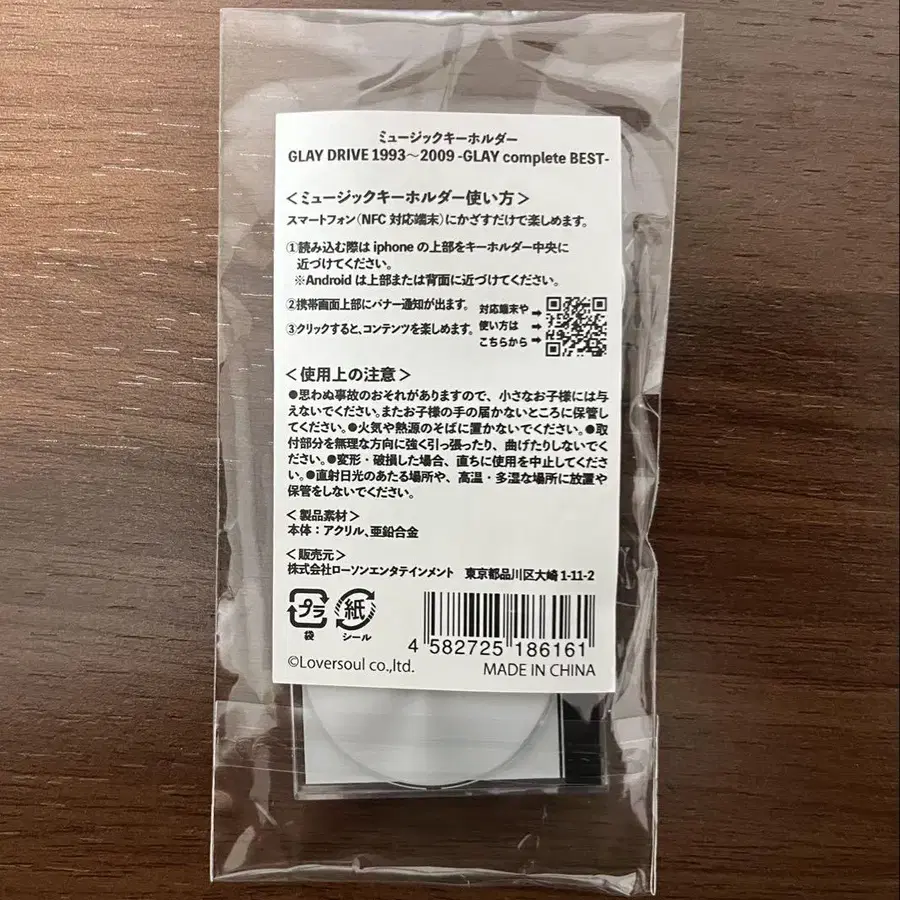 ミュージックキーホルダー
GLAY DRIVE 1993～2009 -GLAY complete BEST-
＜ミュージックキーホルダー使い方＞
スマートフォン（NFC 対応端末）にかざすだけで楽しめます。
①読み込む際は iphone の上部をキーホルダー中央に
近づけてください。
※Android は上部または背面に近づけてください。
②携帯画面上部にバナー通知が出ます。
③クリックすると、コンテンツを楽しめます。
対応端末や
使い方は
こちらから
＜使用上の注意＞
●思わぬ事故のおそれがありますので、小さなお子様には与
えないでください。またお子様の手の届かないところに保管し
てください。●火気や熱源のそばに置かないでください。●取
付部分を無理な方向に強く引っ張ったり、曲げたりしないでく
ださい。●変形・破損した場合、直ちに使用を中止してくださ
い。●直射日光のあたる場所や、高温・多湿な場所に放置や
保管をしないでください。
＜製品素材＞
本体：アクリル、亜鉛合金
＜販売元＞
株式会社ローソンエンタテインメント 東京都品川区大崎 1-11-2
プラ
袋
紙
シール
4 582725 186161
©Loversoul co.,ltd.
MADE IN CHINA